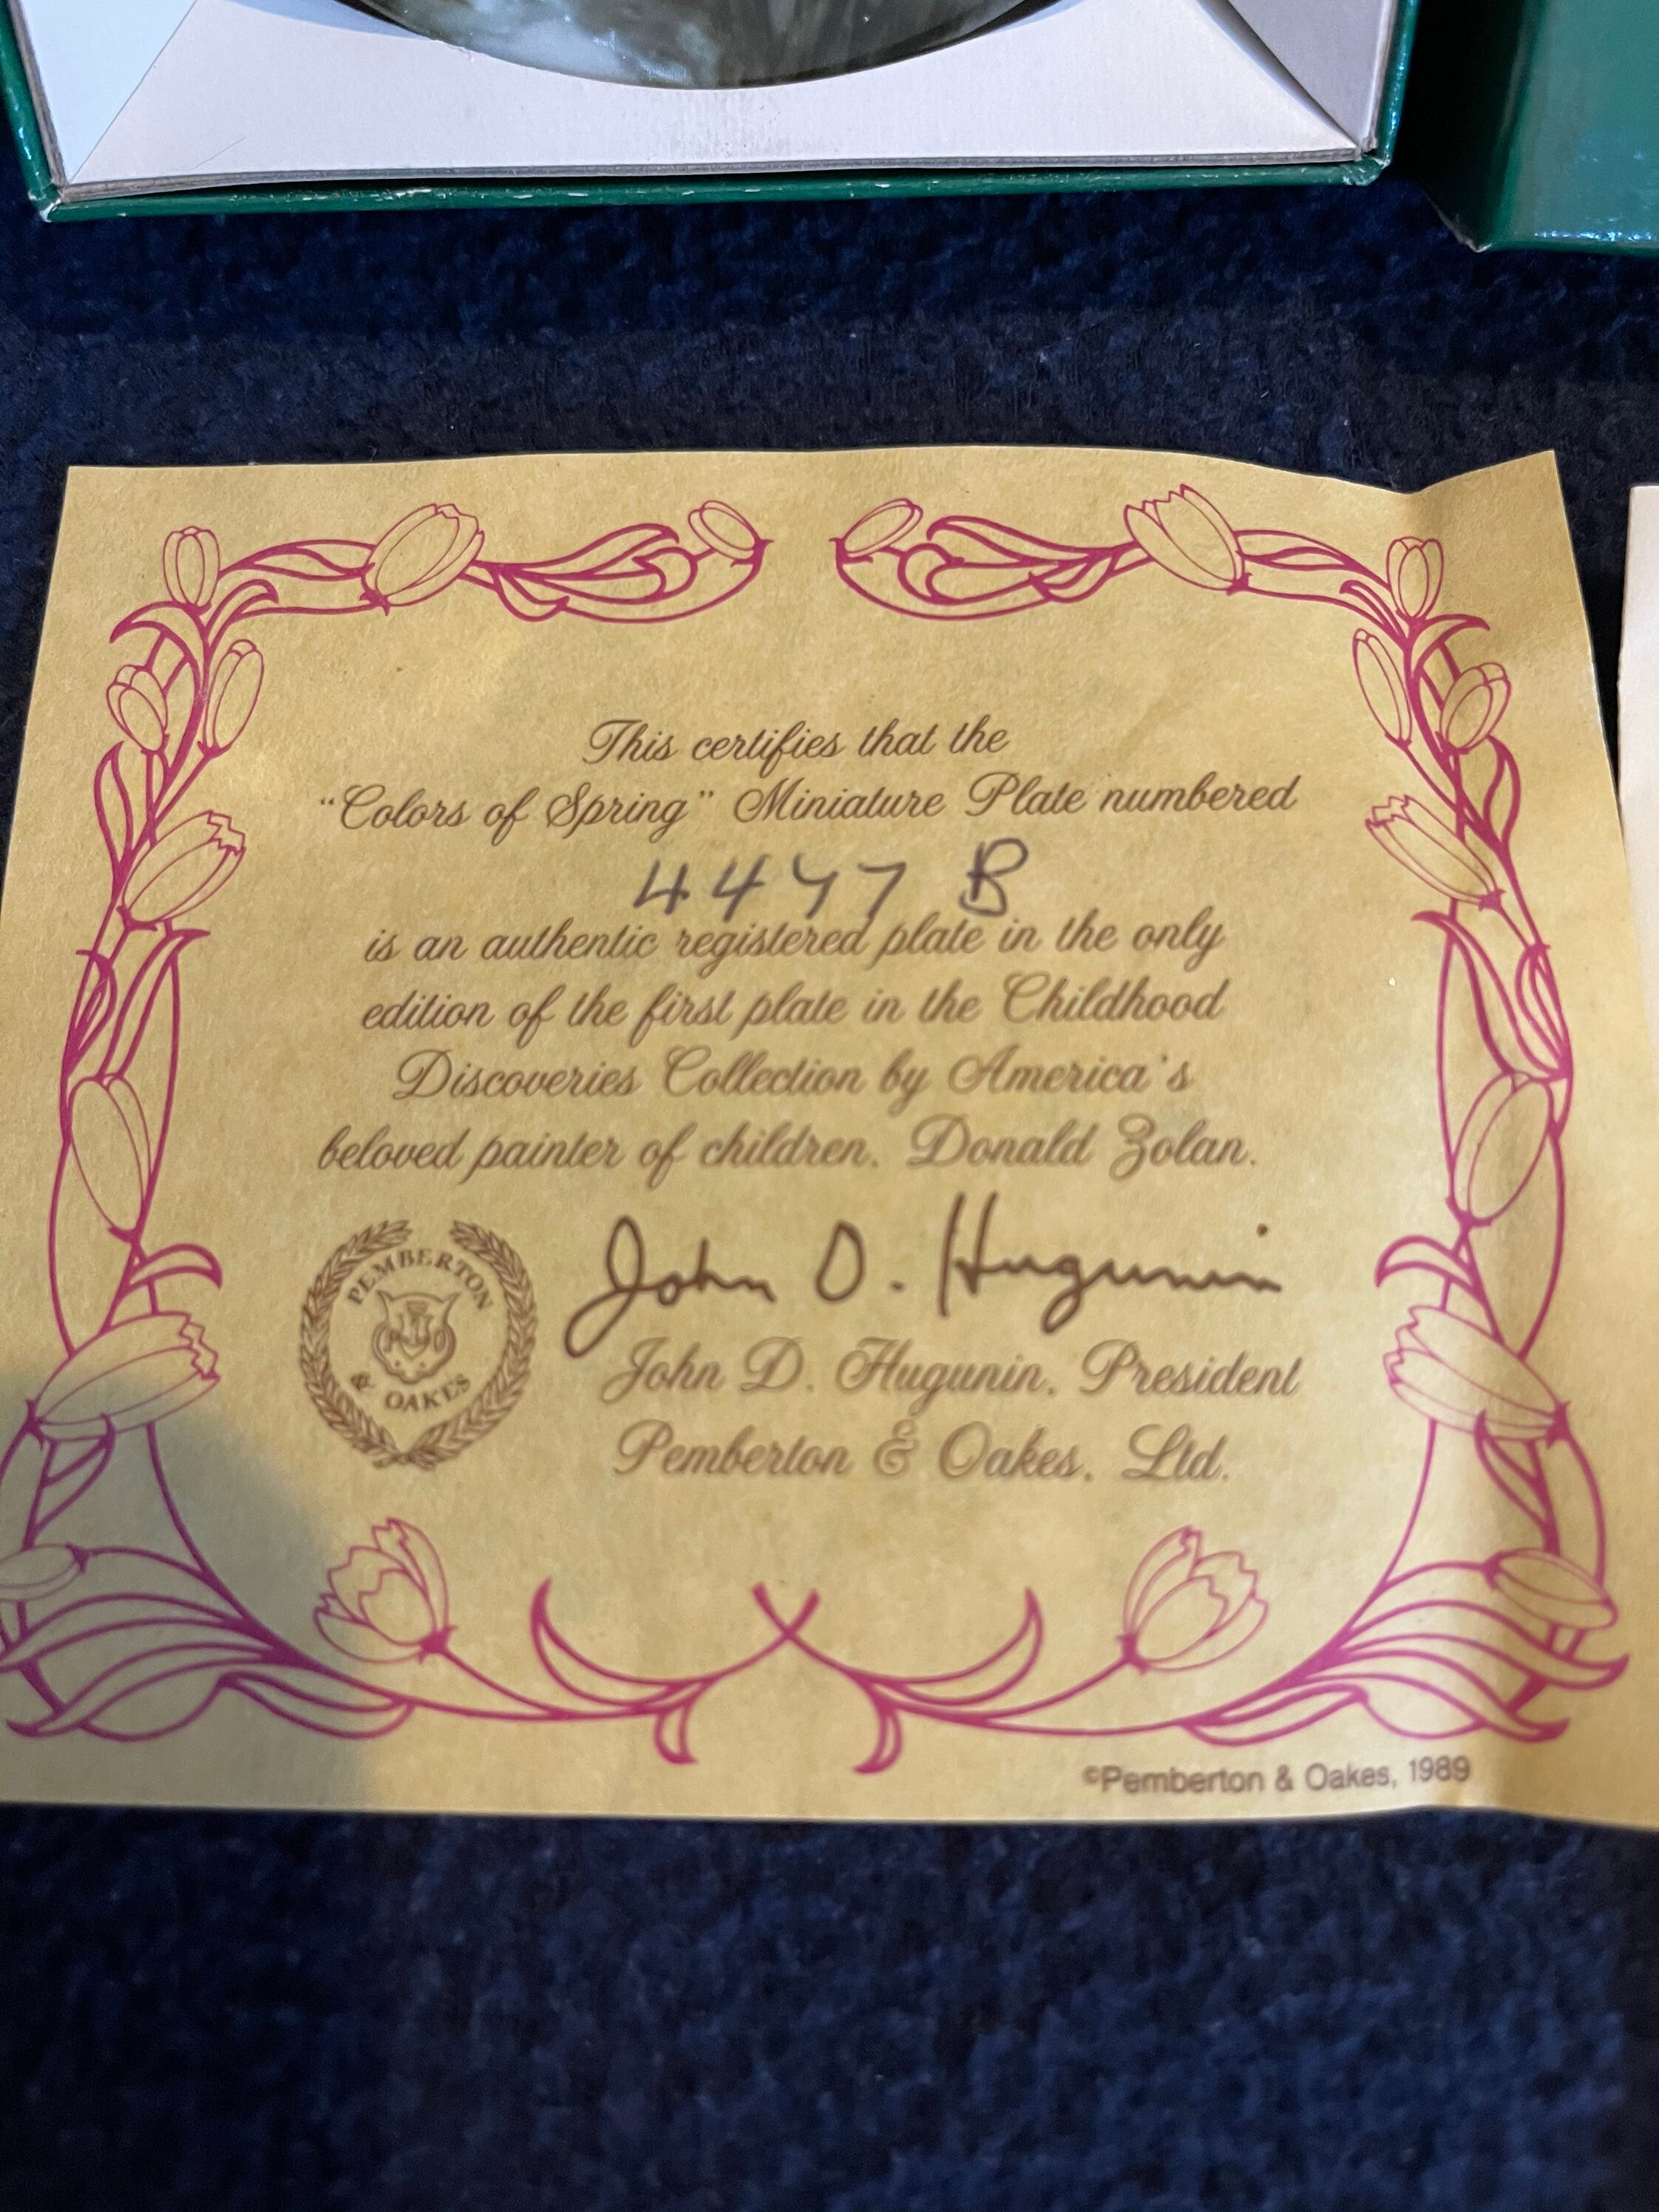 This certifies that the
“Colors of Spring” Miniature Plate numbered
4447 B
is an authentic registered plate in the only
edition of the first plate in the Childhood
Discoveries Collection by America's
beloved painter of children, Donald Zolan.
PEMBERTON
& OAKES
John D. Hugunin
John D. Hugunin, President
Pemberton & Oakes, Ltd.
©Pemberton & Oakes, 1989